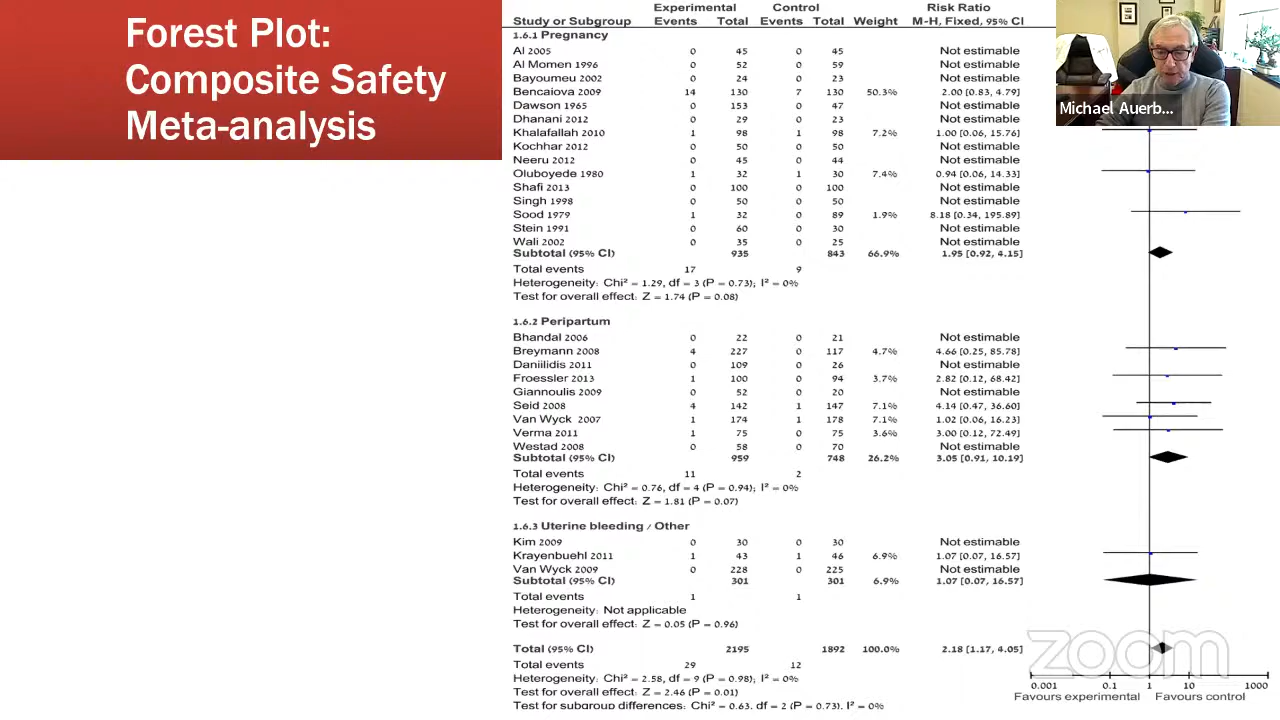 Forest Plot:
Composite Safety
Meta-analysis
Experimental Control Risk Ratio
Study or Subgroup Events Total Events Total Weight M-H, Fixed, 95% CI
1.6.1 Pregnancy
Al 2005 0 45 0 45 Not estimable
Al Momen 1996 0 52 0 59 Not estimable
Bayoumeu 2002 0 24 0 23 Not estimable
Bencaiova 2009 14 130 7 130 50.3% 2.00 [0.83, 4.79]
Dawson 1965 0 153 0 47 Not estimable
Dhanani 2012 0 29 0 23 Not estimable
Khalafallah 2010 1 98 1 98 7.2% 1.00 [0.06, 15.76]
Kochhar 2012 0 50 0 50 Not estimable
Neeru 2012 0 45 0 44 Not estimable
Oluboyede 1980 1 32 1 30 7.4% 0.94 [0.06, 14.33]
Shafi 2013 0 100 0 100 Not estimable
Singh 1998 0 50 0 50 Not estimable
Sood 1979 1 32 0 89 1.9% 8.18 [0.34, 195.89]
Stein 1991 0 60 0 30 Not estimable
Wali 2002 0 35 0 25 Not estimable
Subtotal (95% CI) 935 843 66.9% 1.95 [0.92, 4.15]
Total events 17 9
Heterogeneity: Chi² = 1.29, df = 3 (P = 0.73); I² = 0%
Test for overall effect: Z = 1.74 (P = 0.08)
1.6.2 Peripartum
Bhandal 2006 0 22 0 21 Not estimable
Breymann 2008 4 227 0 117 4.7% 4.66 [0.25, 85.78]
Daniilidis 2011 0 109 0 26 Not estimable
Froessler 2013 1 100 0 94 3.7% 2.82 [0.12, 68.42]
Giannoulis 2009 0 52 0 20 Not estimable
Seid 2008 4 142 1 147 7.1% 4.14 [0.47, 36.60]
Van Wyck 2007 1 174 1 178 7.1% 1.02 [0.06, 16.23]
Verma 2011 1 75 0 75 3.6% 3.00 [0.12, 72.49]
Westad 2008 0 58 0 70 Not estimable
Subtotal (95% CI) 959 748 26.2% 3.05 [0.91, 10.19]
Total events 11 2
Heterogeneity: Chi² = 0.76, df = 4 (P = 0.94); I² = 0%
Test for overall effect: Z = 1.81 (P = 0.07)
1.6.3 Uterine bleeding / Other
Kim 2009 0 30 0 30 Not estimable
Krayenbuehl 2011 1 43 1 46 6.9% 1.07 [0.07, 16.57]
Van Wyck 2009 0 228 0 225 Not estimable
Subtotal (95% CI) 301 301 6.9% 1.07 [0.07, 16.57]
Total events 1 1
Heterogeneity: Not applicable
Test for overall effect: Z = 0.05 (P = 0.96)
Total (95% CI) 2195 1892 100.0% 2.18 [1.17, 4.05]
Total events 29 12
Heterogeneity: Chi² = 2.58, df = 9 (P = 0.98); I² = 0%
Test for overall effect: Z = 2.46 (P = 0.01)
Test for subgroup differences: Chi² = 0.63, df = 2 (P = 0.73), I² = 0%
0.001 0.1 1 10 1000
Favours experimental Favours control
Michael Auerb...
zoom